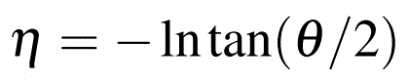 η = − ln tan(θ/2)